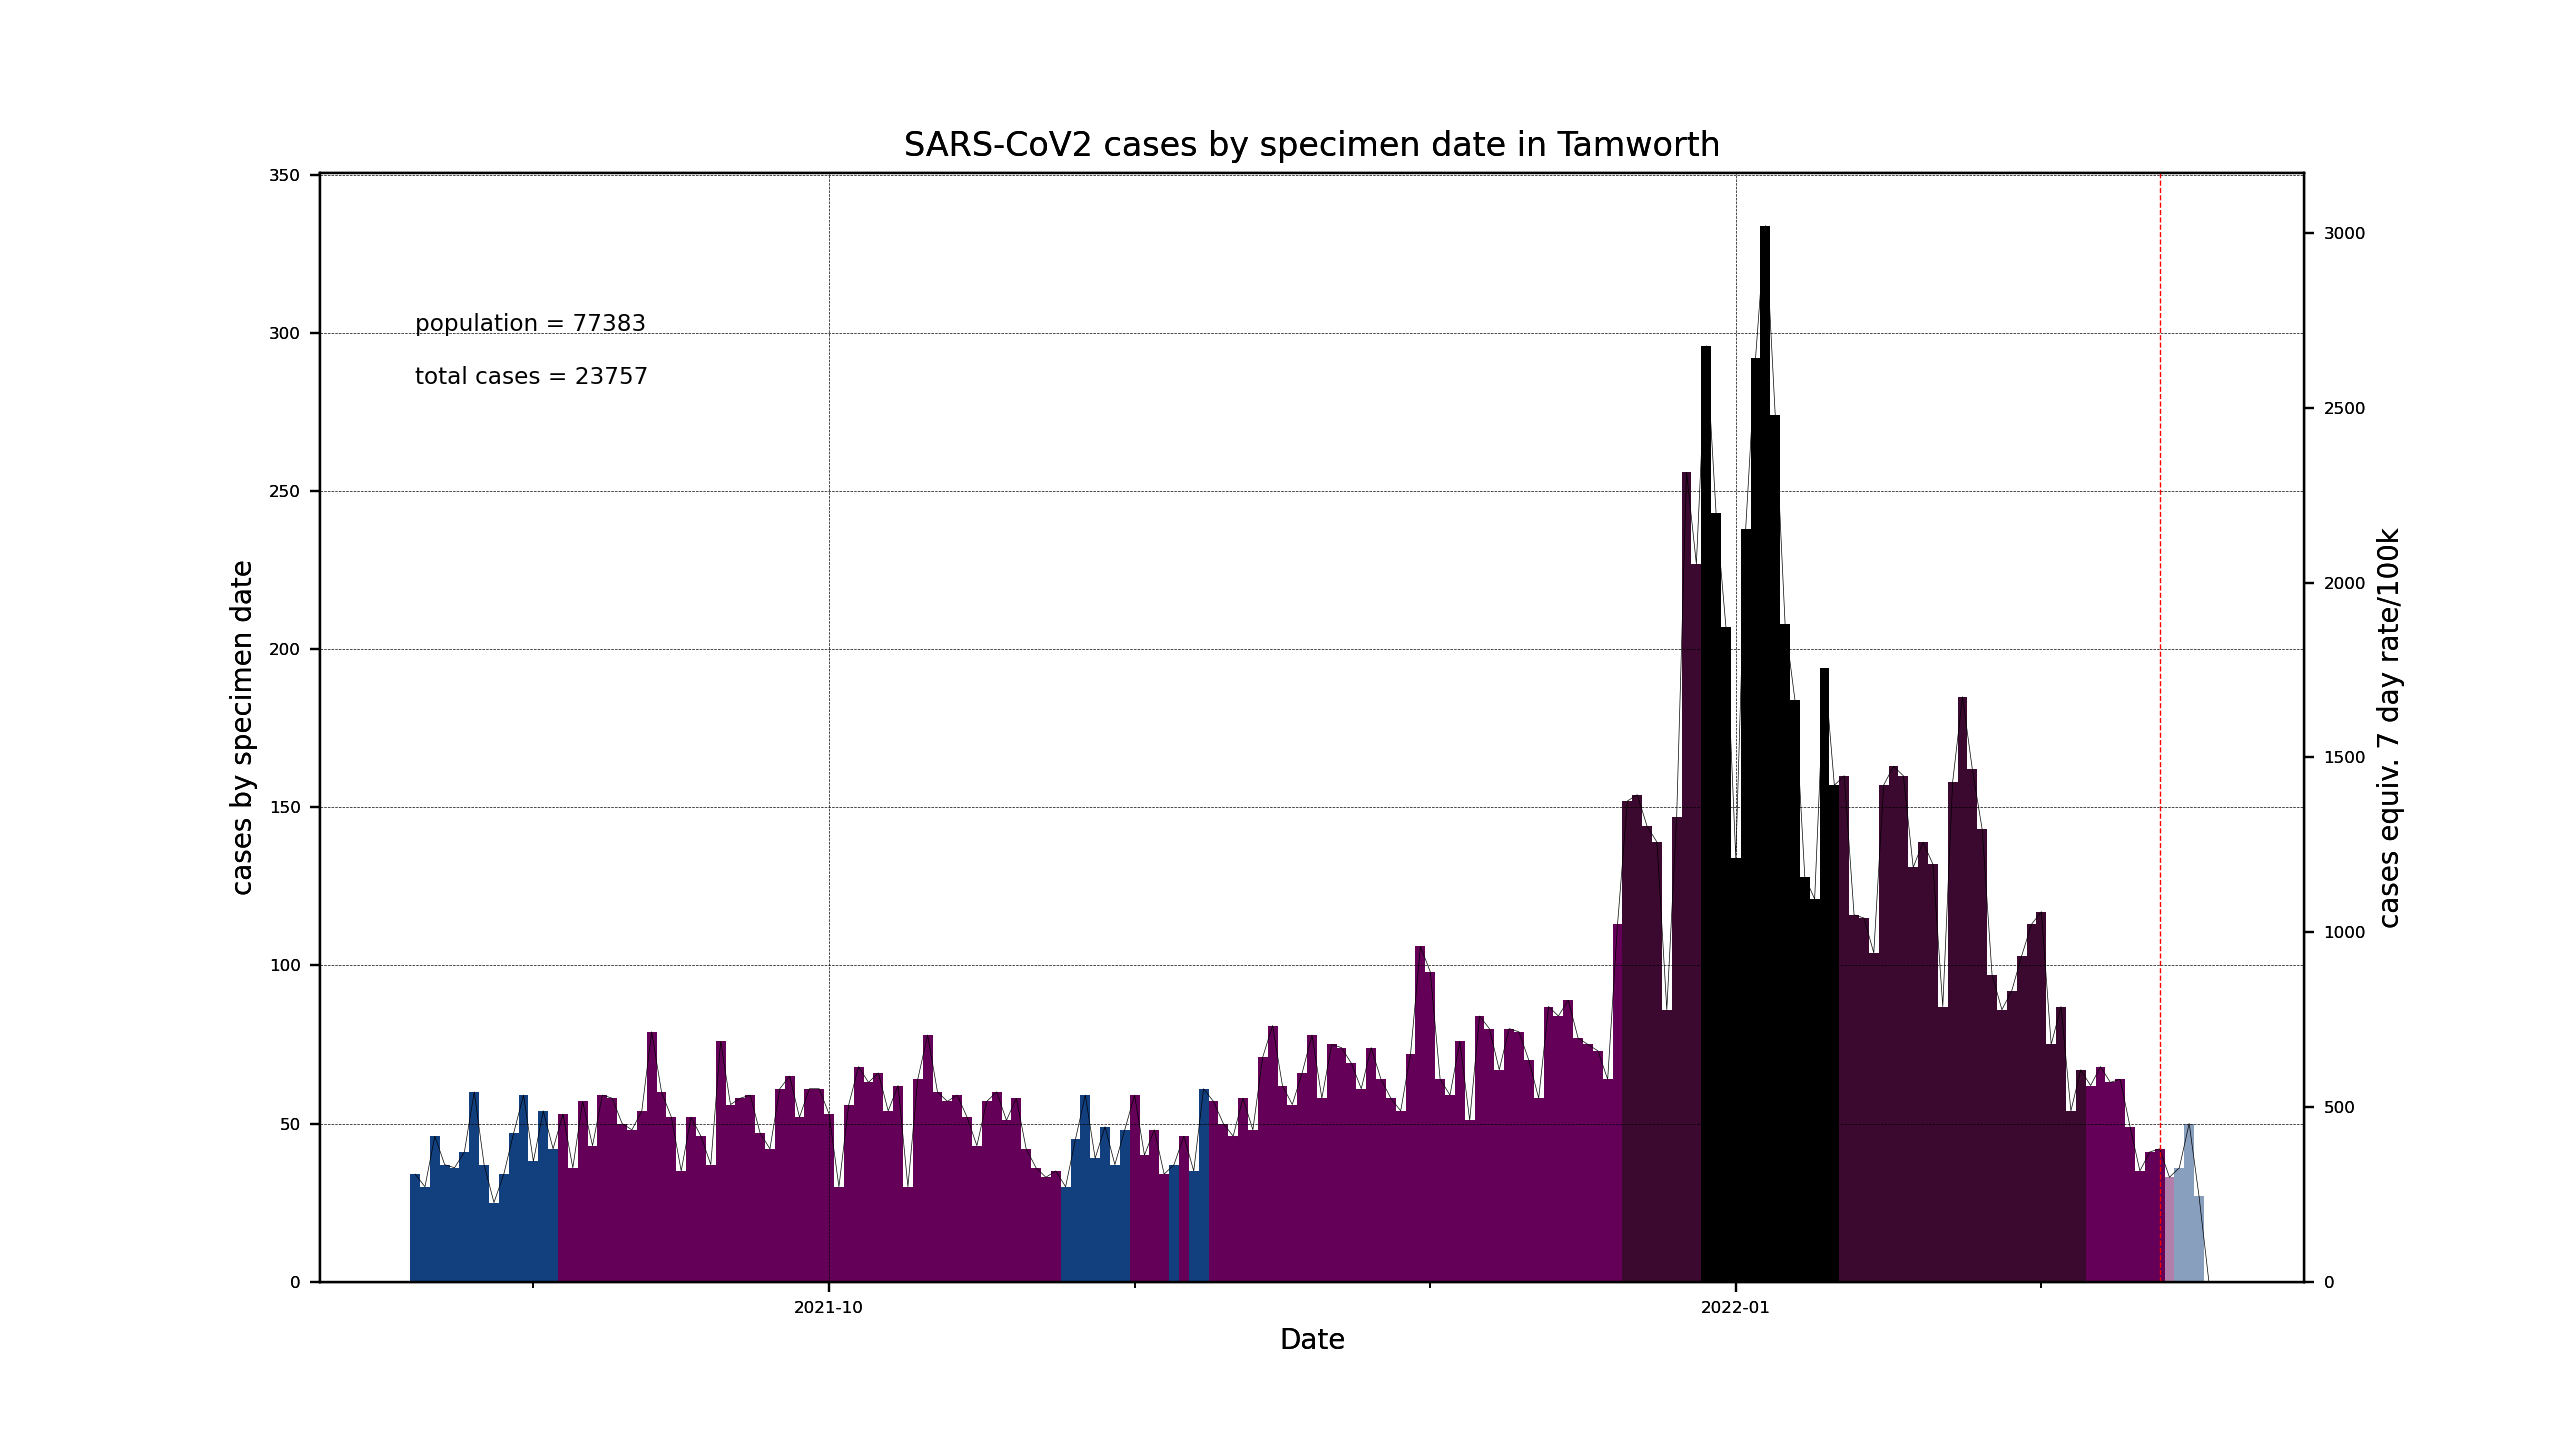 SARS-CoV2 cases by specimen date in Tamworth
350
300
250
200
150
100
50
0
cases by specimen date
population = 77383
total cases = 23757
3000
2500
2000
1500
1000
500
0
cases equiv. 7 day rate/100k
2021-10
2022-01
Date